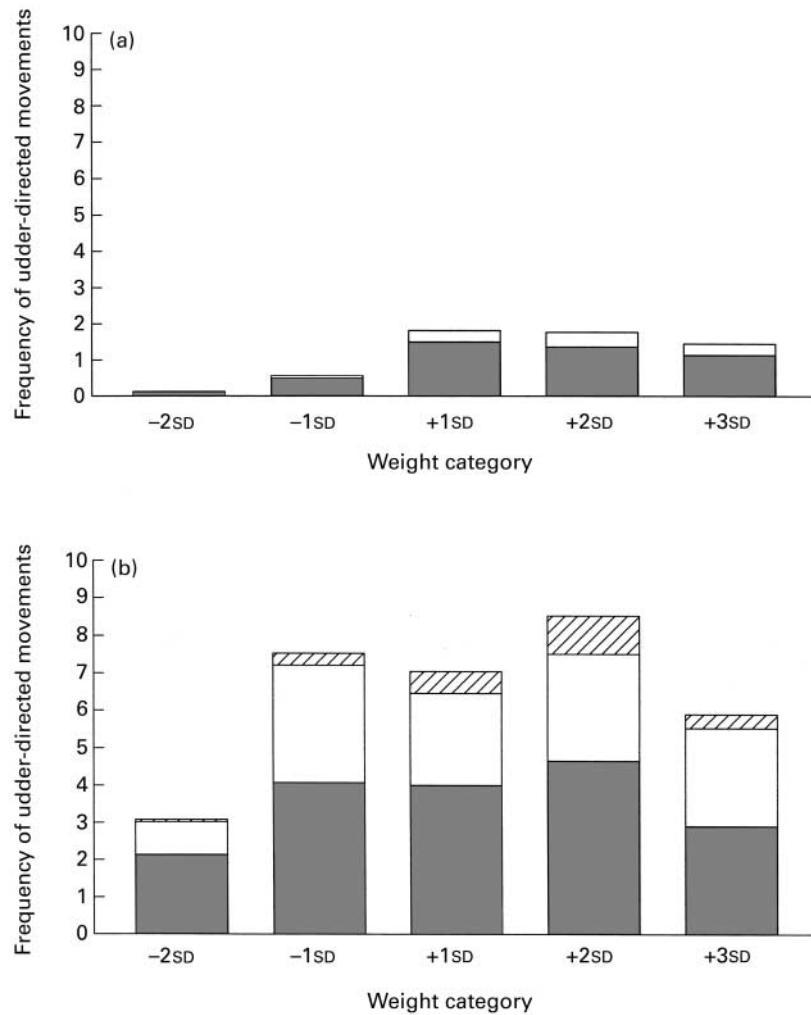 Frequency of udder-directed movements
(a)
10
9
8
7
6
5
4
3
2
1
0
–2SD –1SD +1SD +2SD +3SD
Weight category
Frequency of udder-directed movements
(b)
10
9
8
7
6
5
4
3
2
1
0
–2SD –1SD +1SD +2SD +3SD
Weight category